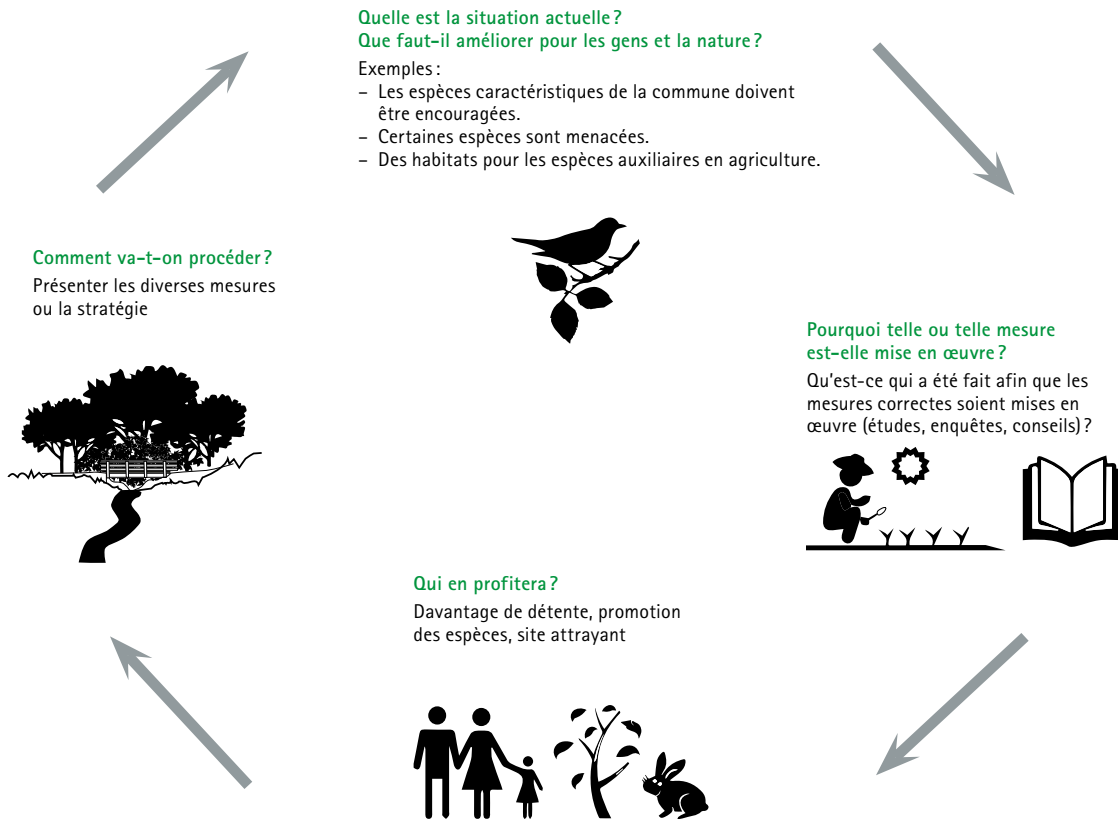 Quelle est la situation actuelle ?
Que faut-il améliorer pour les gens et la nature ?
Exemples :
– Les espèces caractéristiques de la commune doivent
être encouragées.
– Certaines espèces sont menacées.
– Des habitats pour les espèces auxiliaires en agriculture.
Pourquoi telle ou telle mesure
est-elle mise en œuvre ?
Qu'est-ce qui a été fait afin que les
mesures correctes soient mises en
œuvre (études, enquêtes, conseils) ?
Qui en profitera ?
Davantage de détente, promotion
des espèces, site attrayant
Comment va-t-on procéder ?
Présenter les diverses mesures
ou la stratégie